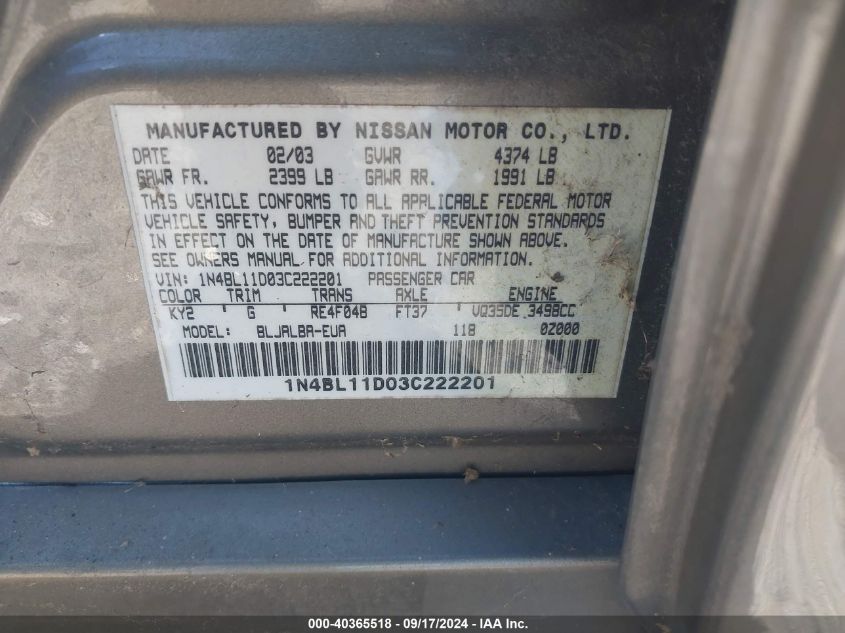 MANUFACTURED BY NISSAN MOTOR CO., LTD.
DATE 02/03 GVWR 4374 LB
GAWR FR. 2399 LB GAWR RR. 1991 LB
THIS VEHICLE CONFORMS TO ALL APPLICABLE FEDERAL MOTOR
VEHICLE SAFETY, BUMPER AND THEFT PREVENTION STANDARDS
IN EFFECT ON THE DATE OF MANUFACTURE SHOWN ABOVE.
SEE OWNERS MANUAL FOR ADDITIONAL INFORMATION
VIN: 1N4BL11D03C222201 PASSENGER CAR
COLOR TRIM TRANS AXLE ENGINE
KY2 G RE4F04B FT37 VQ35DE 3498CC
MODEL: BLJALBA-EUA 118 0Z000
1N4BL11D03C222201
000-40365518 - 09/17/2024 - © IAA, Inc.